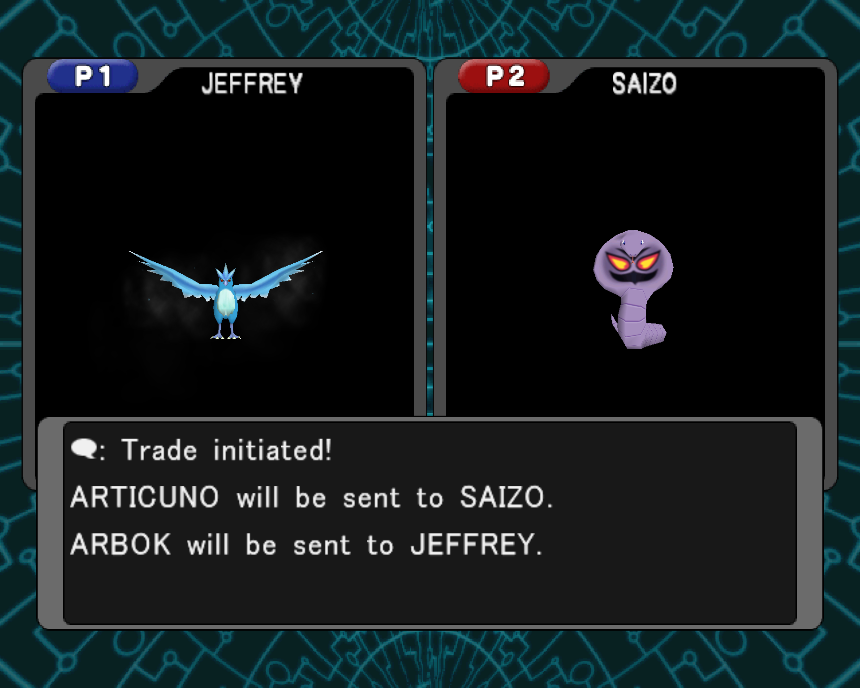 P1
JEFFREY
P2
SAIZO
: Trade initiated!
ARTICUNO will be sent to SAIZO.
ARBOK will be sent to JEFFREY.